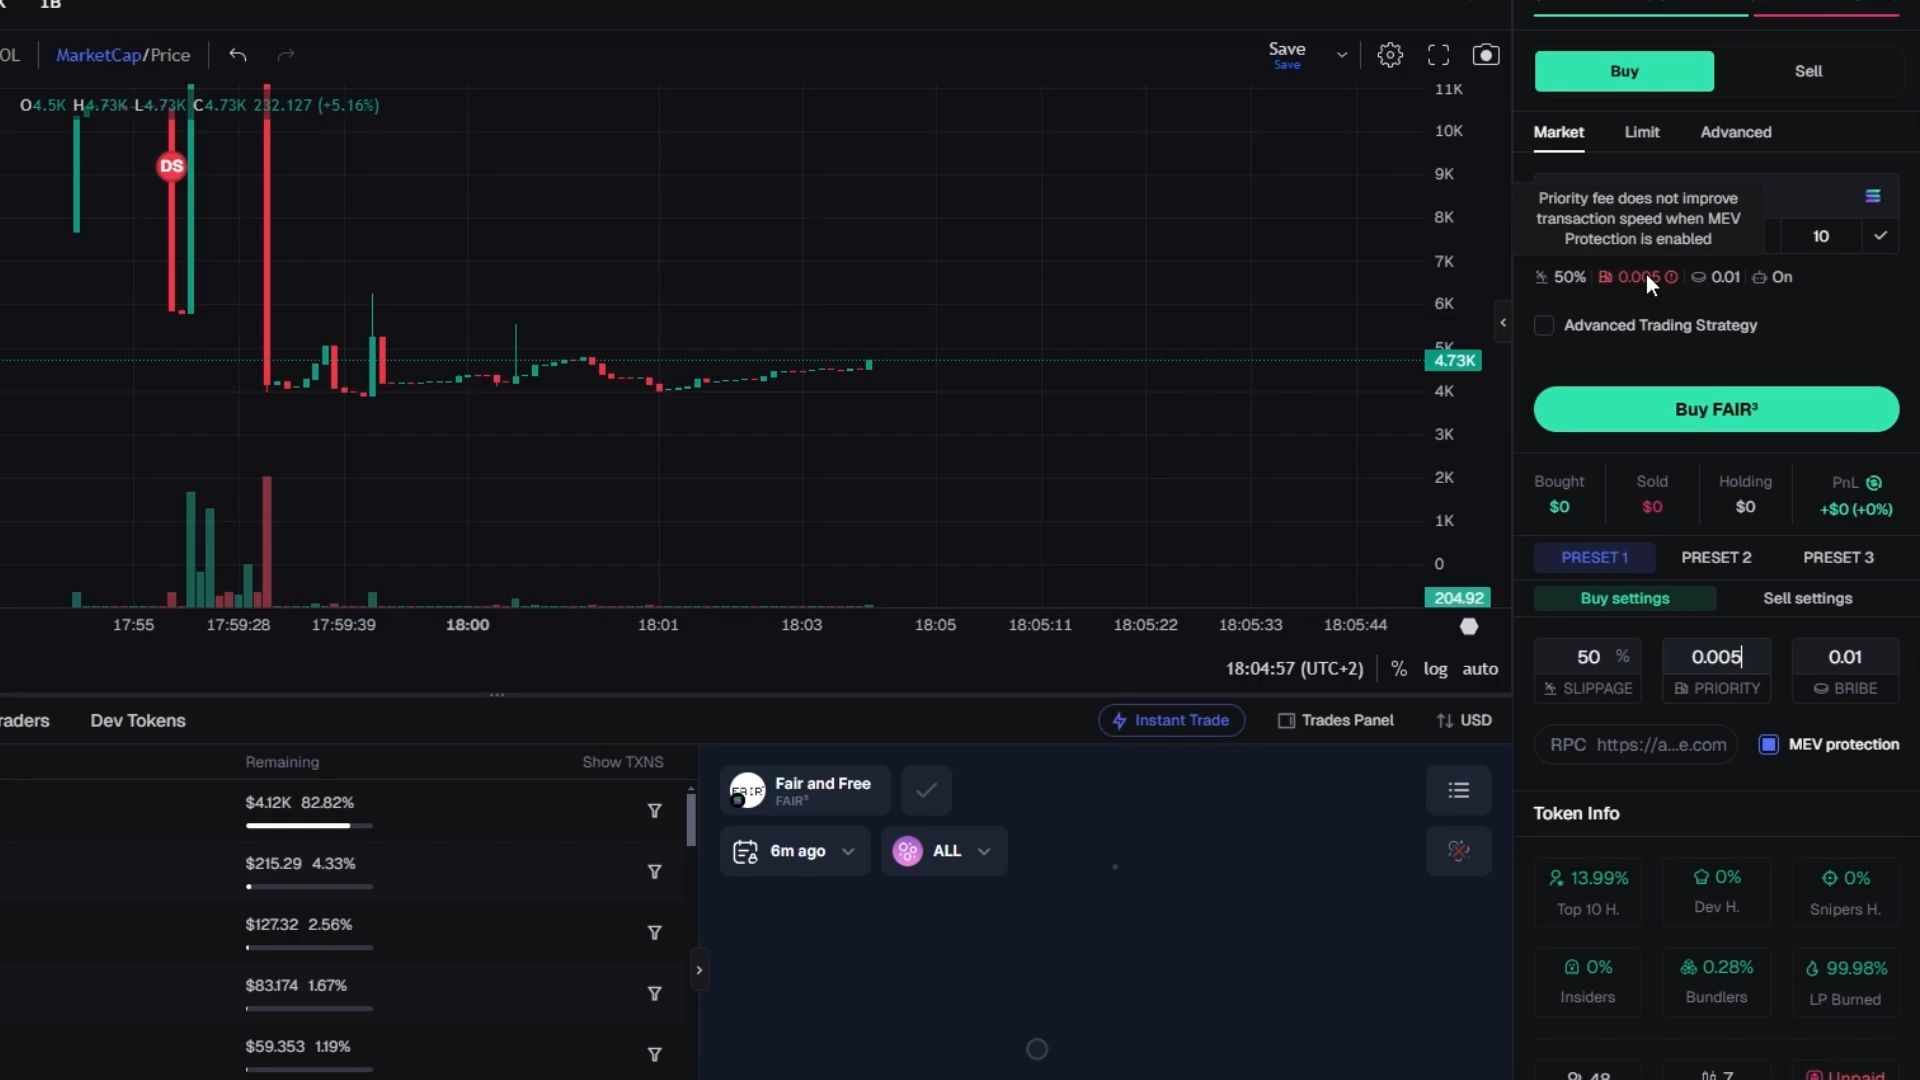 1B
OL MarketCap/Price
Save
Save
O4.5K H4.73K L4.73K C4.73K 232.127 (+5.16%)
DS
11K
10K
9K
8K
7K
6K
5K
4.73K
4K
3K
2K
1K
0
204.92
17:55 17:59:28 17:59:39 18:00 18:01 18:03 18:05 18:05:11 18:05:22 18:05:33 18:05:44
18:04:57 (UTC+2) % log auto
raders Dev Tokens
Instant Trade Trades Panel USD
Remaining Show TXNS
$4.12K 82.82%
$215.29 4.33%
$127.32 2.56%
$83.174 1.67%
$59.353 1.19%
Fair and Free
FAIR³
6m ago ALL
Buy Sell
Market Limit Advanced
Priority fee does not improve
transaction speed when MEV
Protection is enabled
10
50% 0.005 0.01 On
Advanced Trading Strategy
Buy FAIR³
Bought Sold Holding PnL
$0 $0 $0 +$0 (+0%)
PRESET 1 PRESET 2 PRESET 3
Buy settings Sell settings
50 % 0.005 0.01
SLIPPAGE PRIORITY BRIBE
RPC https://a...e.com MEV protection
Token Info
13.99% 0% 0%
Top 10 H. Dev H. Snipers H.
0% 0.28% 99.98%
Insiders Bundlers LP Burned
48 7 Unpaid